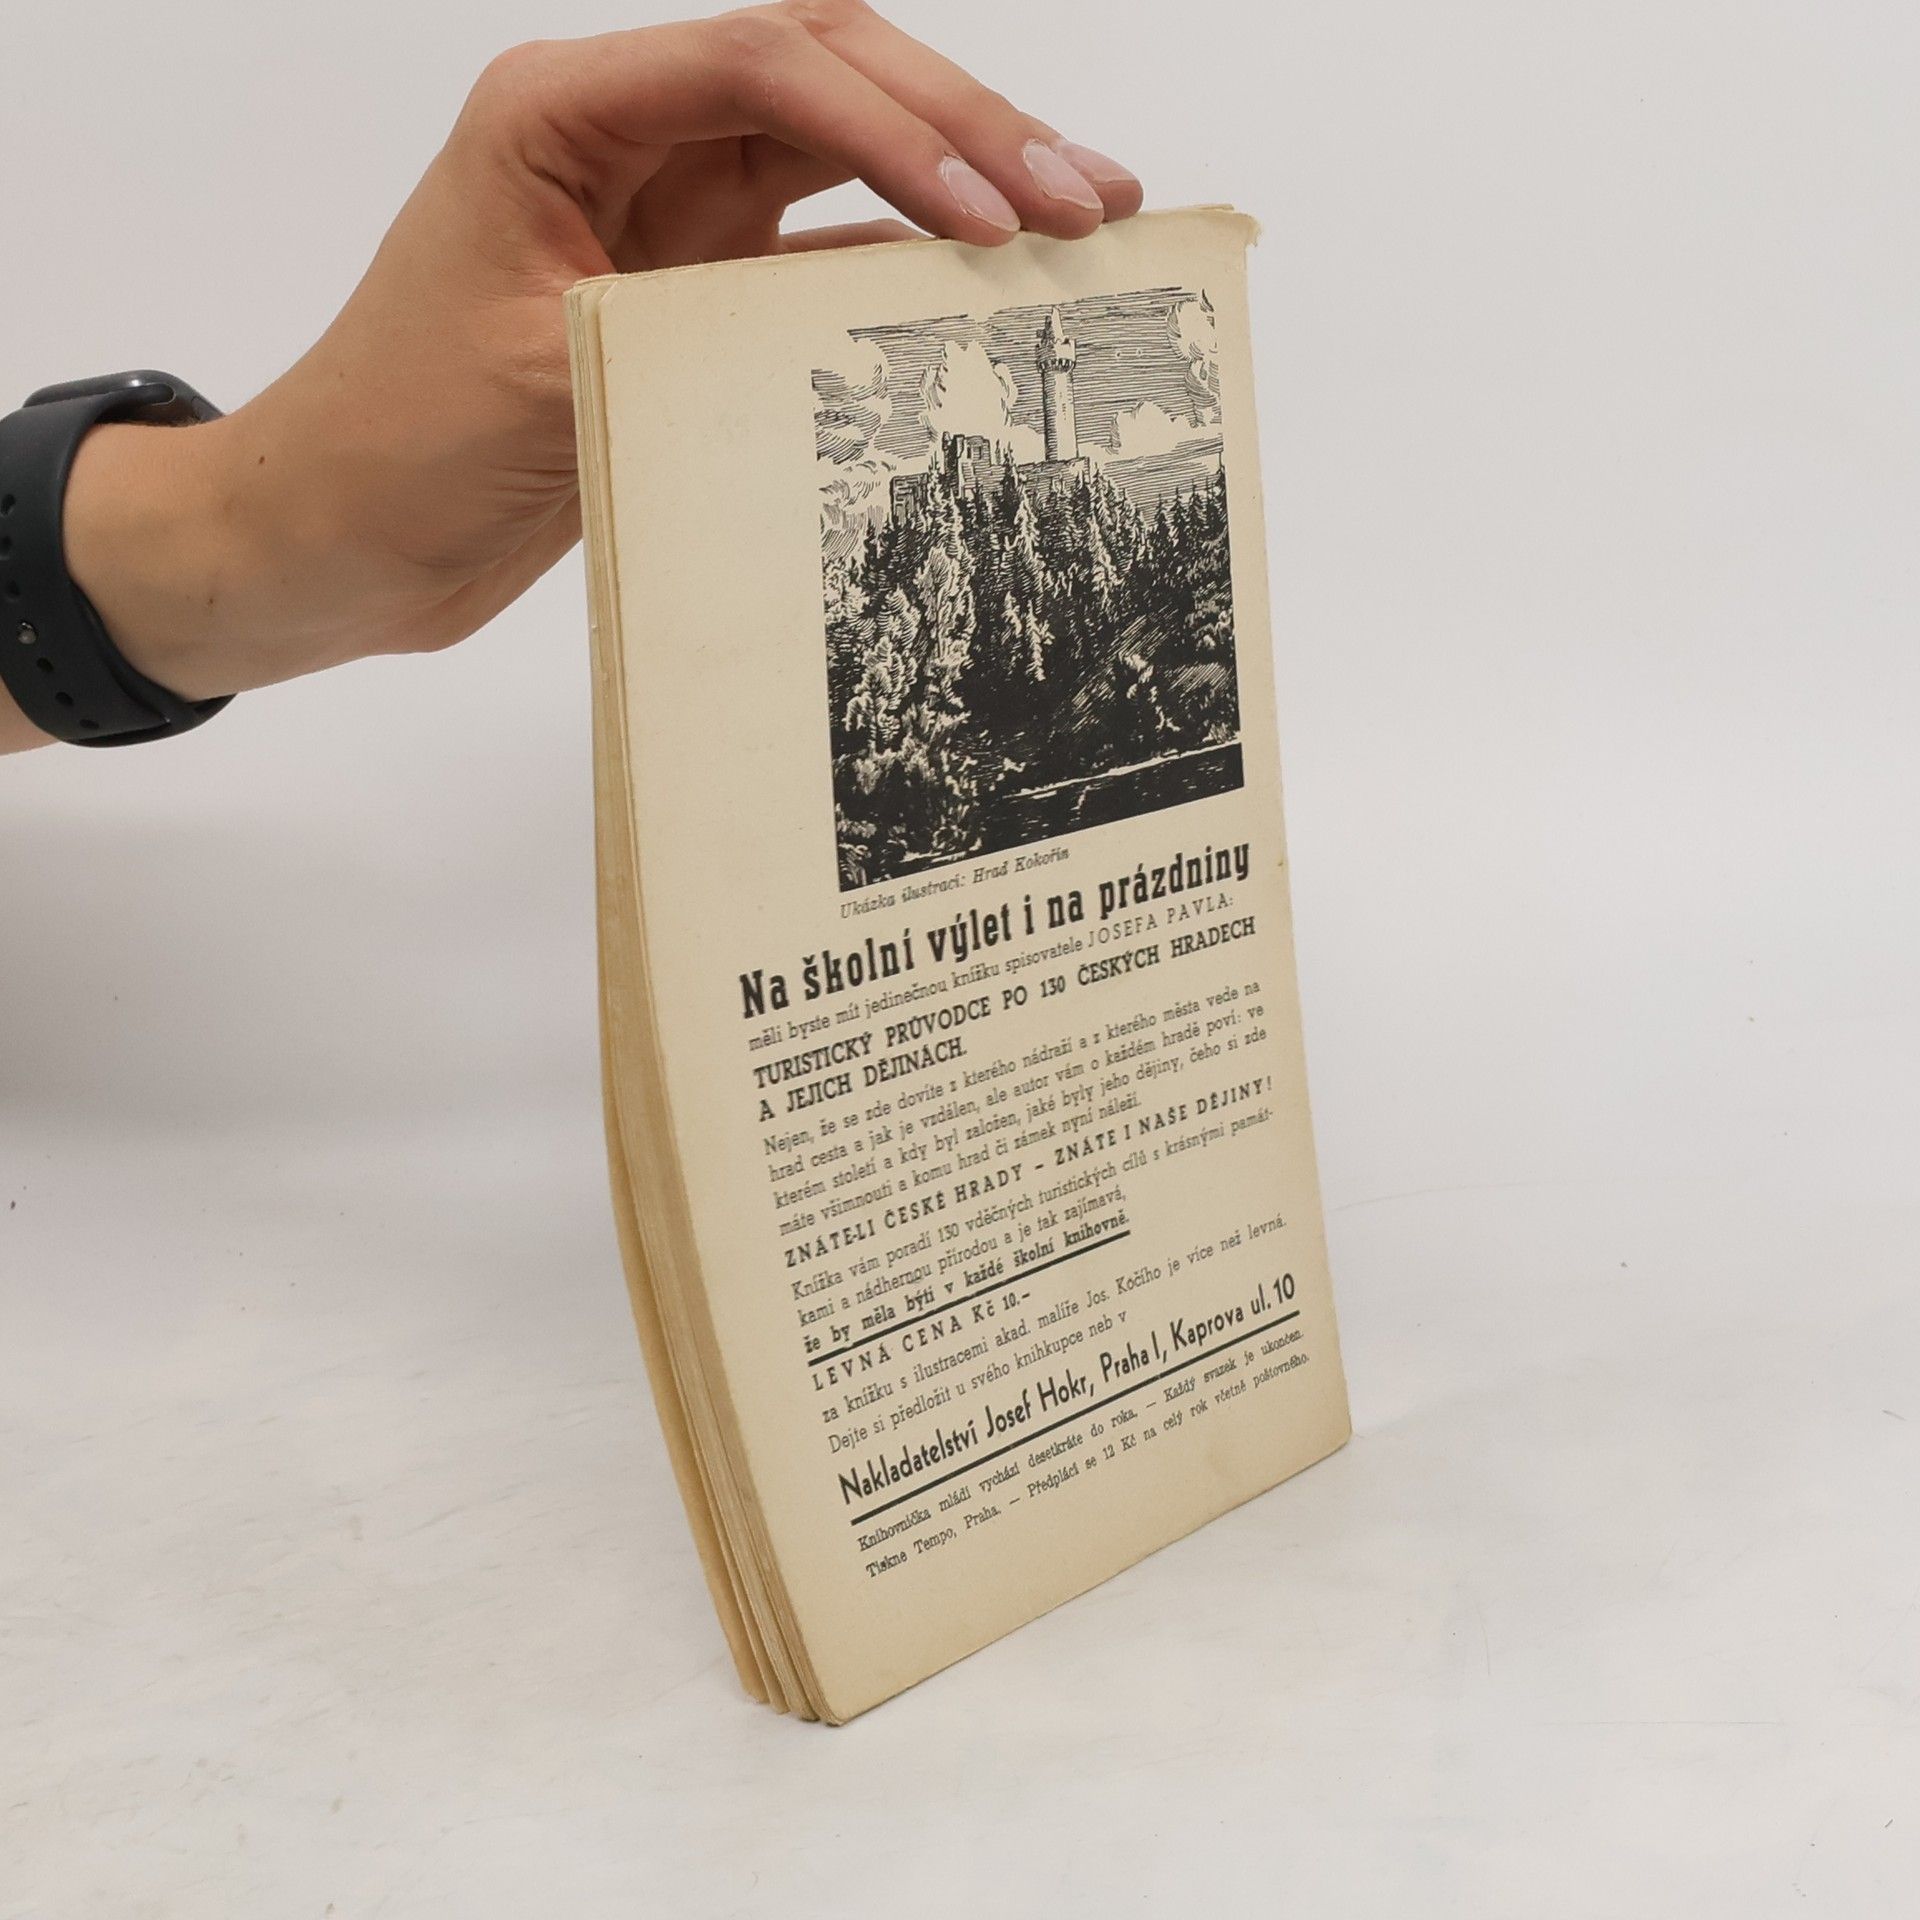 Ukázka ilustrací: Hrad Kokořín
Na školní výlet i na prázdniny
měli byste mít jedinečnou knížku spisovatele JOSEFA PAVLA:
TURISTICKÝ PRŮVODCE PO 130 ČESKÝCH HRADECH
A JEJICH DĚJINÁCH.
Nejen, že se zde dovíte z kterého nádraží a z kterého města vede na
hrad cesta a jak je vzdálen, ale autor vám o každém hradě poví: ve
kterém století a kdy byl založen, jaké byly jeho dějiny, čeho si zde
máte všimnouti a komu hrad či zámek nyní náleží.
ZNÁTE-LI ČESKÉ HRADY - ZNÁTE I NAŠE DĚJINY!
Knížka vám poradí 130 vděčných turistických cílů s krásnými památ-
kami a nádhernou přírodou a je tak zajímavá,
že by měla býti v každé školní knihovně.
LEVNÁ CENA Kč 10.-
za knížku s ilustracemi akad. malíře Jos. Kočího je více než levná.
Dejte si předložit u svého knihkupce neb v
Nakladatelství Josef Hokr, Praha I, Kaprova ul. 10
Knihovnička mládí vychází desetkráte do roka. — Každý svazek je ukončen.
Tiskne Tempo, Praha. — Předplácí se 12 Kč na celý rok včetně poštovného.